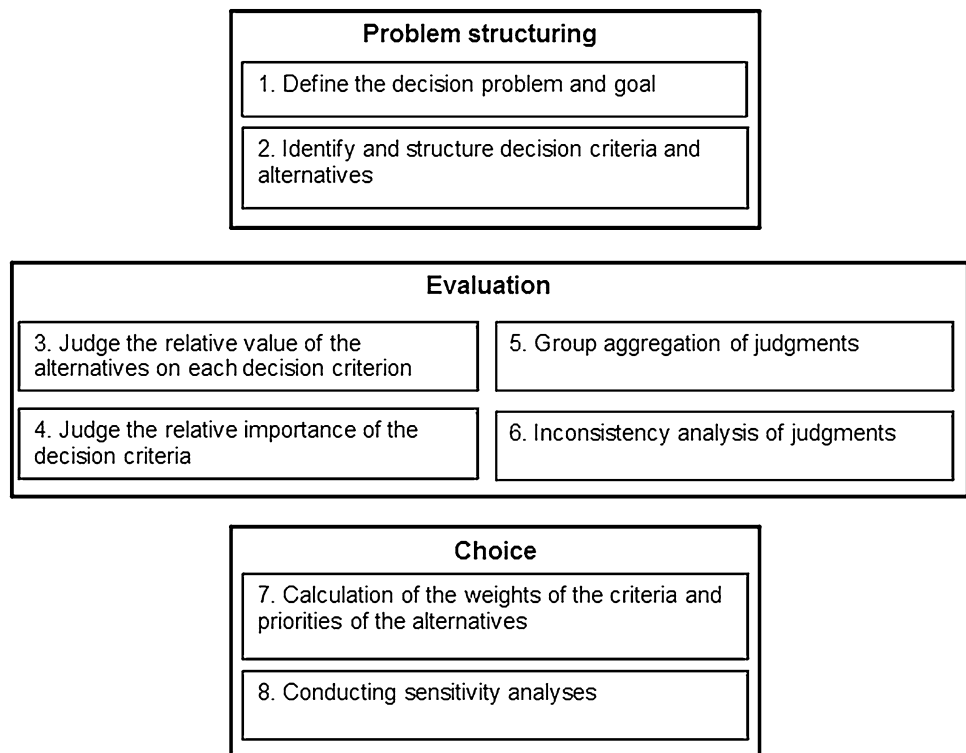 Problem structuring
1. Define the decision problem and goal
2. Identify and structure decision criteria and
alternatives
Evaluation
3. Judge the relative value of the
alternatives on each decision criterion
4. Judge the relative importance of the
decision criteria
5. Group aggregation of judgments
6. Inconsistency analysis of judgments
Choice
7. Calculation of the weights of the criteria and
priorities of the alternatives
8. Conducting sensitivity analyses